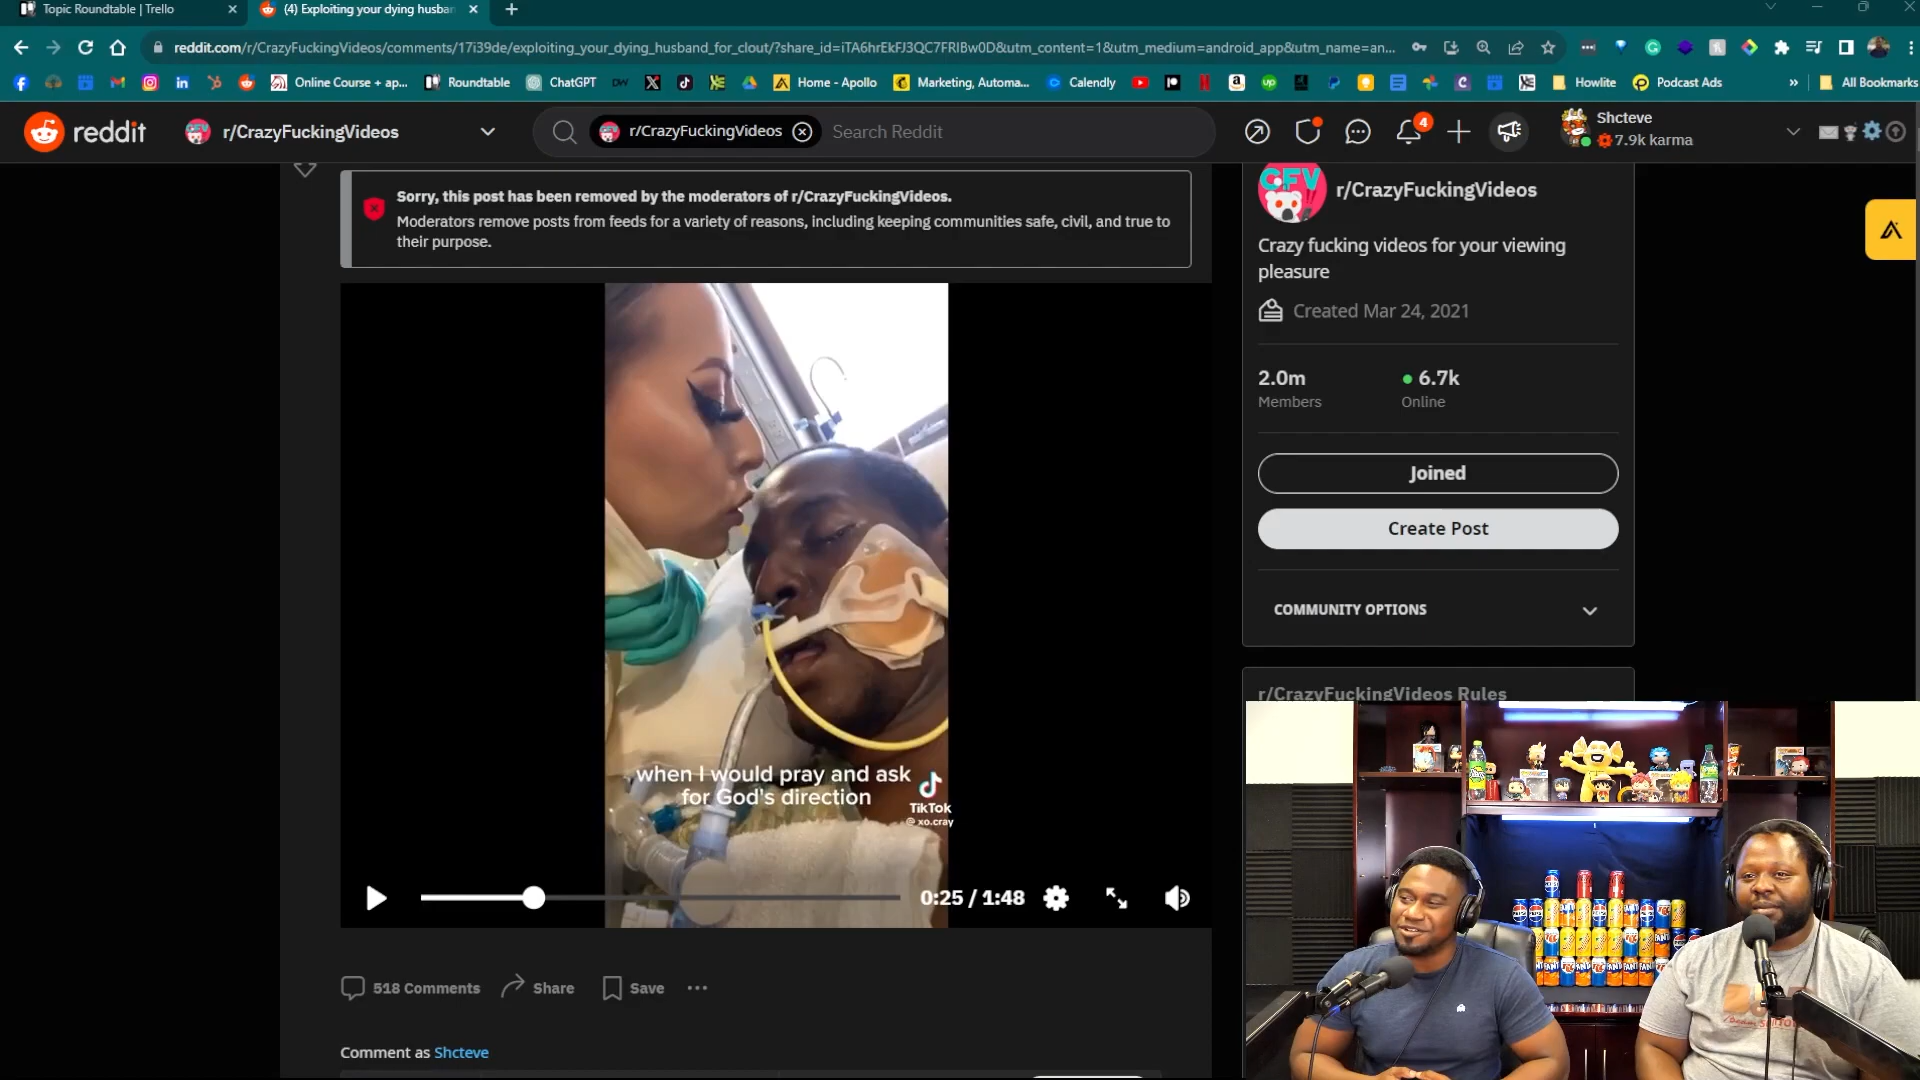 Topic Roundtable | Trello
(4) Exploiting your dying husban
reddit.com/r/CrazyFuckingVideos/comments/17i39de/exploiting_your_dying_husband_for_clout/?share_id=iTA6hrEkFJ3QC7FRlBw0D&utm_content=1&utm_medium=android_app&utm_name=an...
Online Course + ap...
Roundtable
ChatGPT
Home - Apollo
Marketing, Automa...
Calendly
Howlite
Podcast Ads
»
All Bookmarks
reddit
r/CrazyFuckingVideos
r/CrazyFuckingVideos
Search Reddit
4
Shcteve
7.9k karma
Sorry, this post has been removed by the moderators of r/CrazyFuckingVideos.
Moderators remove posts from feeds for a variety of reasons, including keeping communities safe, civil, and true to
their purpose.
CFV
r/CrazyFuckingVideos
Crazy fucking videos for your viewing
pleasure
Created Mar 24, 2021
2.0m
6.7k
Members
Online
Joined
Create Post
COMMUNITY OPTIONS
r/CrazyFuckingVideos Rules
when I would pray and ask
for God's direction
TikTok
@ xo.cray
0:25 / 1:48
518 Comments
Share
Save
Comment as Shcteve